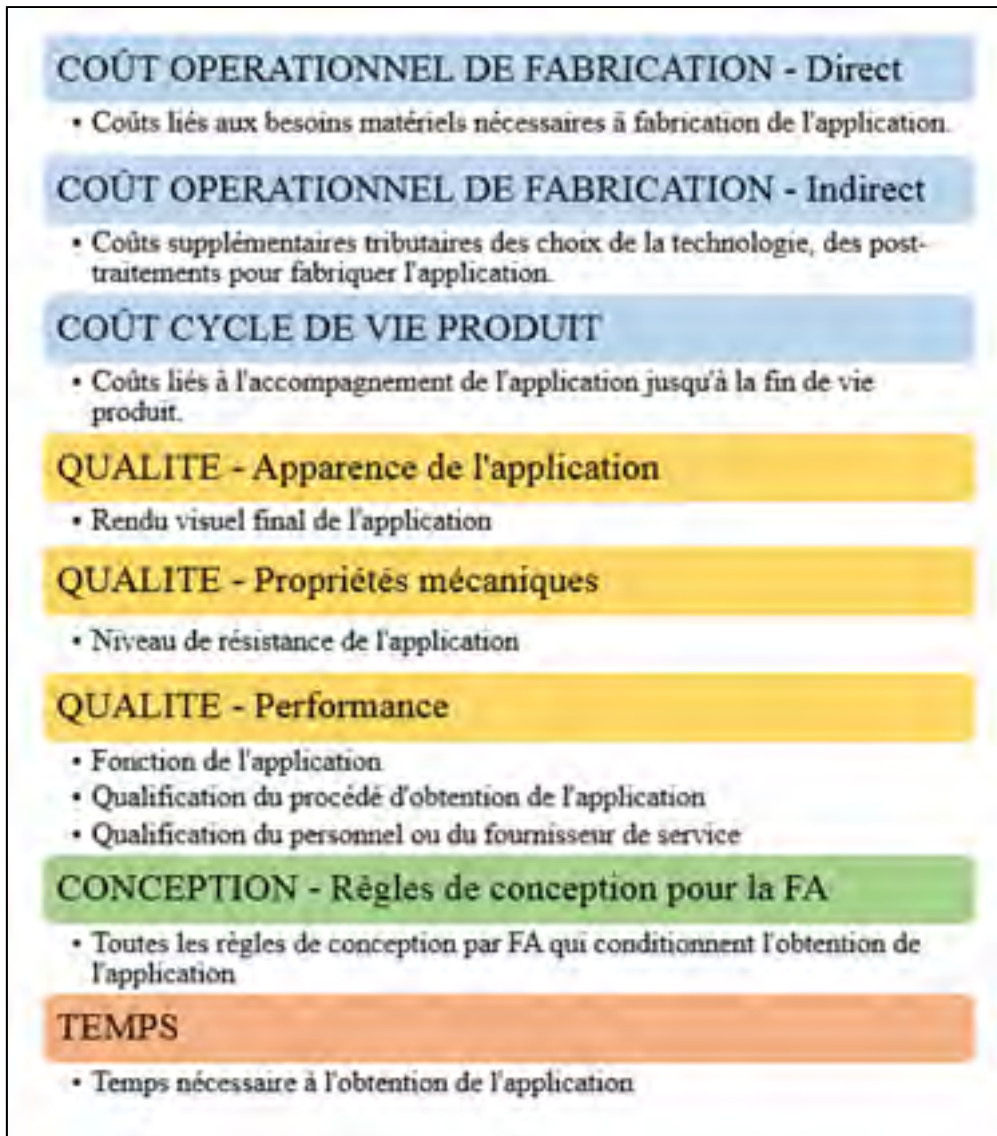 COÛT OPERATIONNEL DE FABRICATION - Direct
• Coûts liés aux besoins matériels nécessaires à fabrication de l'application.
COÛT OPERATIONNEL DE FABRICATION - Indirect
• Coûts supplémentaires tributaires des choix de la technologie, des post-
traitements pour fabriquer l'application.
COÛT CYCLE DE VIE PRODUIT
• Coûts liés à l'accompagnement de l'application jusqu'à la fin de vie
produit.
QUALITE - Apparence de l'application
• Rendu visuel final de l'application
QUALITE - Propriétés mécaniques
• Niveau de résistance de l'application
QUALITE - Performance
• Fonction de l'application
• Qualification du procédé d'obtention de l'application
• Qualification du personnel ou du fournisseur de service
CONCEPTION - Règles de conception pour la FA
• Toutes les règles de conception par FA qui conditionnent l'obtention de
l'application
TEMPS
• Temps nécessaire à l'obtention de l'application